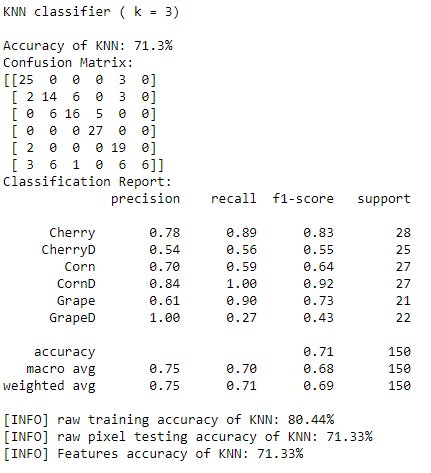 KNN classifier ( k = 3)
Accuracy of KNN: 71.3%
Confusion Matrix:
[[25 0 0 0 3 0]
[ 2 14 6 0 3 0]
[ 0 6 16 5 0 0]
[ 0 0 0 27 0 0]
[ 2 0 0 0 19 0]
[ 3 6 1 0 6 6]]
Classification Report:
precision recall f1-score support
Cherry 0.78 0.89 0.83 28
CherryD 0.54 0.56 0.55 25
Corn 0.70 0.59 0.64 27
CornD 0.84 1.00 0.92 27
Grape 0.61 0.90 0.73 21
GrapeD 1.00 0.27 0.43 22
accuracy 0.71 150
macro avg 0.75 0.70 0.68 150
weighted avg 0.75 0.71 0.69 150
[INFO] raw training accuracy of KNN: 80.44%
[INFO] raw pixel testing accuracy of KNN: 71.33%
[INFO] Features accuracy of KNN: 71.33%